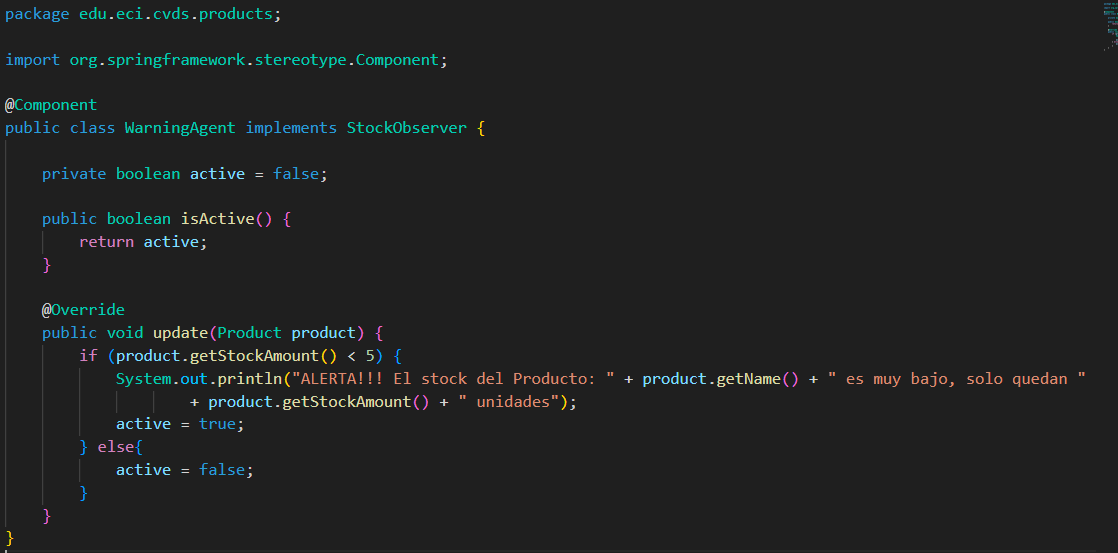 package edu.eci.cvds.products;
import org.springframework.stereotype.Component;
@Component
public class WarningAgent implements StockObserver {
private boolean active = false;
public boolean isActive() {
return active;
}
@Override
public void update(Product product) {
if (product.getStockAmount() < 5) {
System.out.println("ALERTA!!! El stock del Producto: " + product.getName() + " es muy bajo, solo quedan "
+ product.getStockAmount() + " unidades");
active = true;
} else{
active = false;
}
}
}